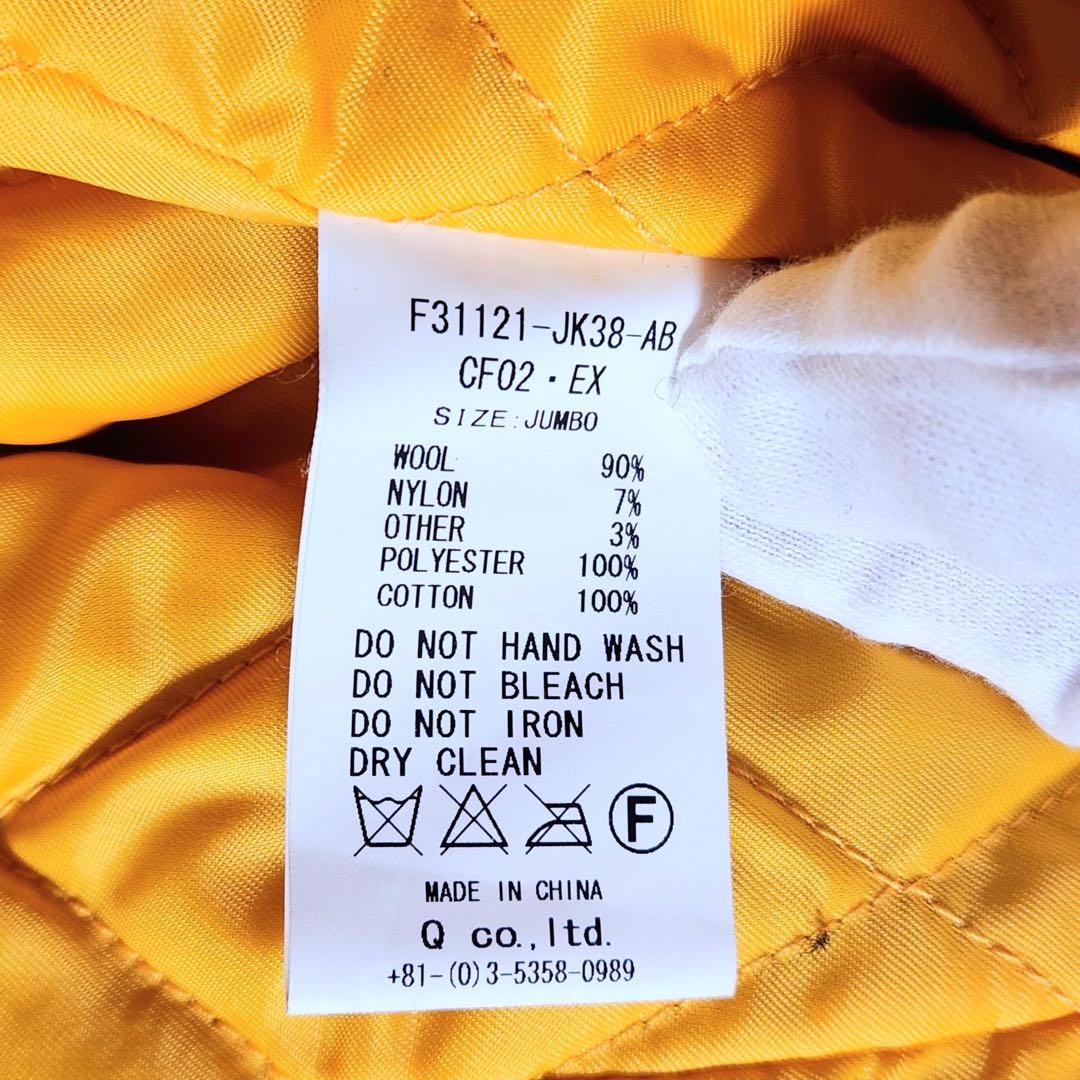 F31121-JK38-AB
CF02・EX
SIZE:JUMBO
WOOL 90%
NYLON 7%
OTHER 3%
POLYESTER 100%
COTTON 100%
DO NOT HAND WASH
DO NOT BLEACH
DO NOT IRON
DRY CLEAN
F
MADE IN CHINA
Q co.,ltd.
+81-(0)3-5358-0989